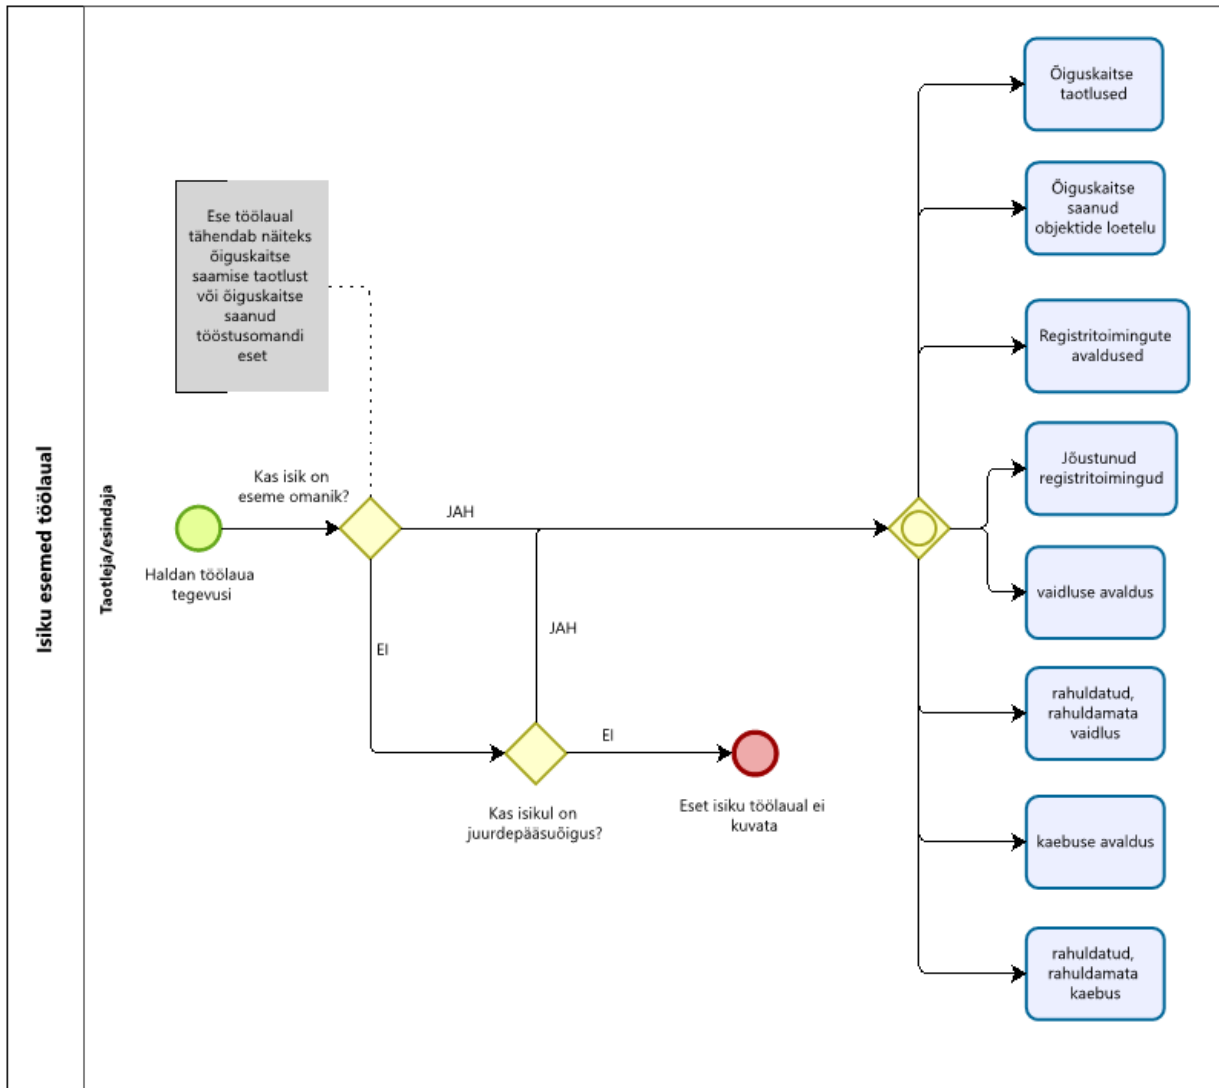 Isiku esemed töölaual
Taotleja/esindaja
Ese töölaual
tähendab näiteks
õiguskaitse
saamise taotlust
või õiguskaitse
saanud
tööstusomandi
eset
Haldan töölaua
tegevusi
Kas isik on
eseme omanik?
JAH
EI
JAH
Kas isikul on
juurdepääsuõigus?
EI
Eset isiku töölaual ei
kuvata
Õiguskaitse
taotlused
Õiguskaitse
saanud
objektide loetelu
Registritoimingute
avaldused
Jõustunud
registritoimingud
vaidluse avaldus
rahuldatud,
rahuldamata
vaidlus
kaebuse avaldus
rahuldatud,
rahuldamata
kaebus